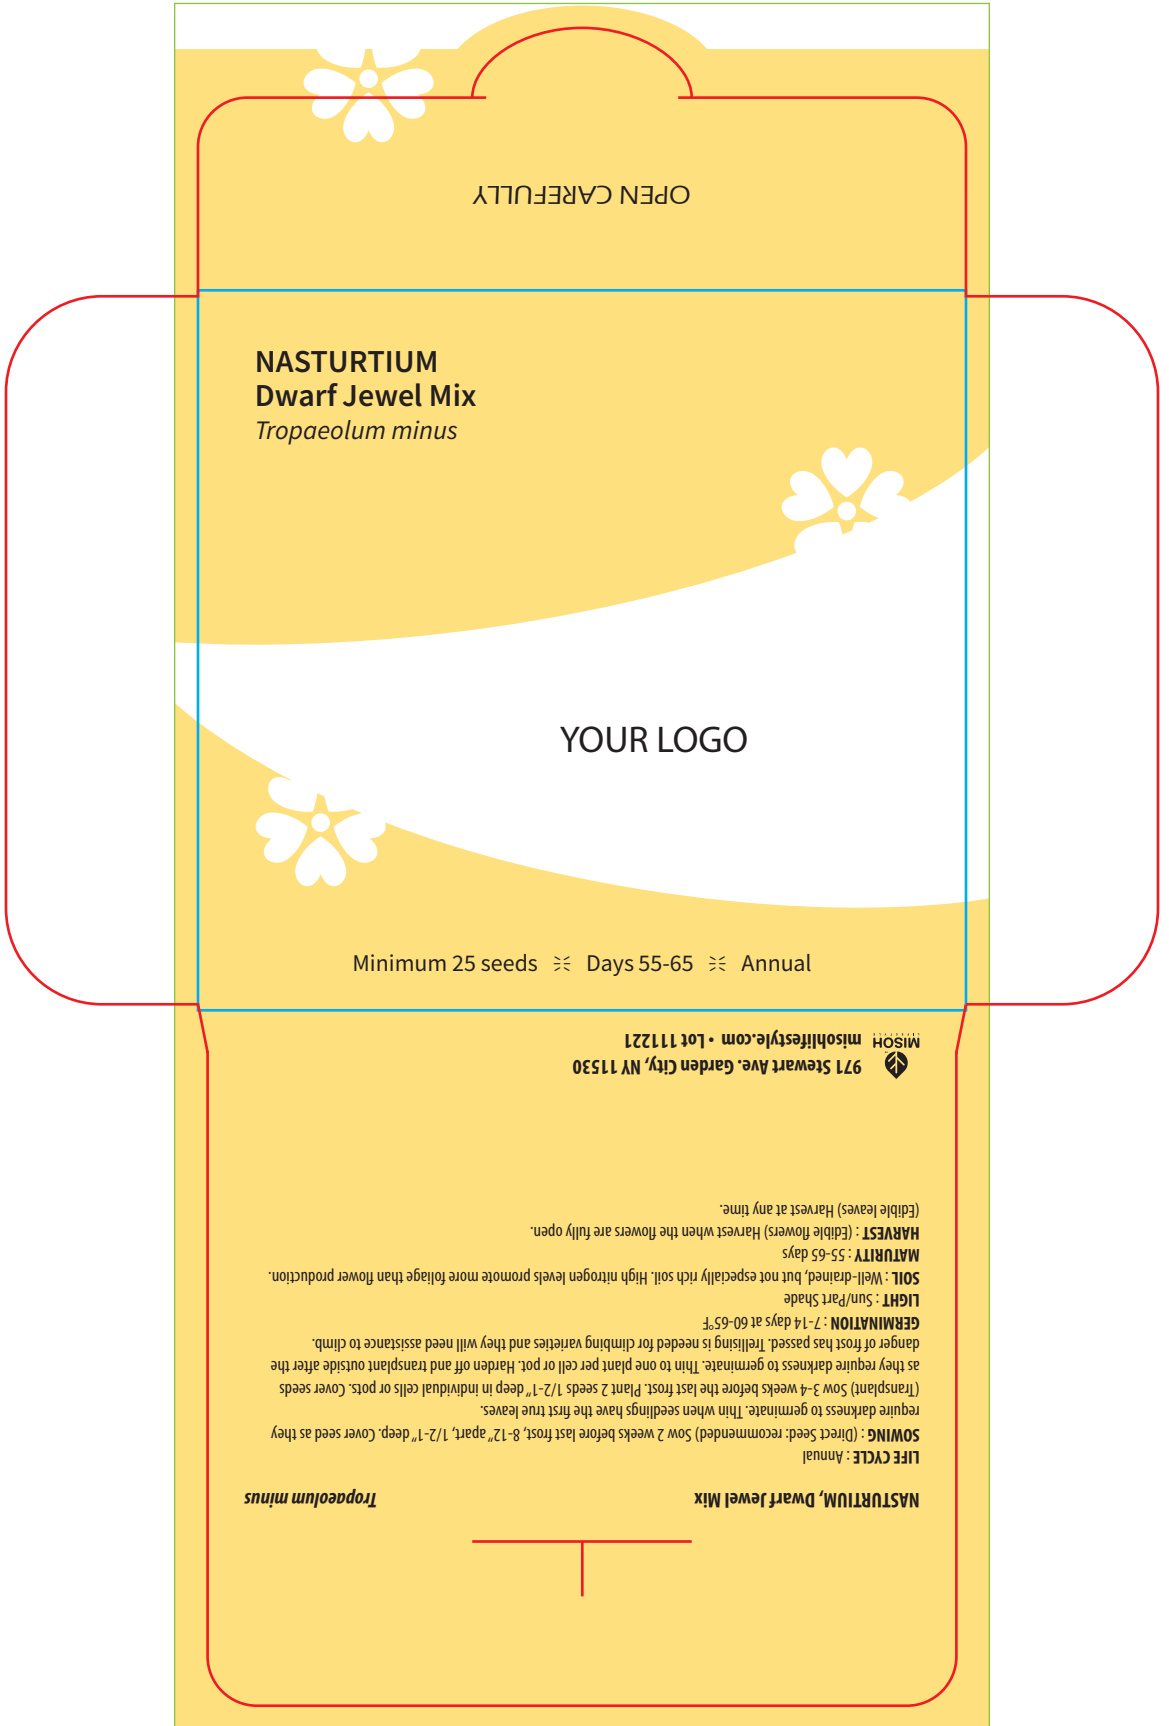 OPEN CAREFULLY
NASTURTIUM
Dwarf Jewel Mix
Tropaeolum minus
YOUR LOGO
Minimum 25 seeds Days 55-65 Annual
NASTURTIUM, Dwarf Jewel Mix Tropaeolum minus
LIFE CYCLE : Annual
SOWING : (Direct Seed: recommended) Sow 2 weeks before last frost, 8-12” apart, 1/2-1” deep. Cover seed as they
require darkness to germinate. Thin when seedlings have the first true leaves.
(Transplant) Sow 3-4 weeks before the last frost. Plant 2 seeds 1/2-1” deep in individual cells or pots. Cover seeds
as they require darkness to germinate. Thin to one plant per cell or pot. Harden off and transplant outside after the
danger of frost has passed. Trellising is needed for climbing varieties and they will need assistance to climb.
GERMINATION : 7-14 days at 60-65°F
LIGHT : Sun/Part Shade
SOIL : Well-drained, but not especially rich soil. High nitrogen levels promote more foliage than flower production.
MATURITY : 55-65 days
HARVEST : (Edible flowers) Harvest when the flowers are fully open.
(Edible leaves) Harvest at any time.
MISOH
LIFESTYLE
971 Stewart Ave. Garden City, NY 11530
misohlifestyle.com • Lot 111221